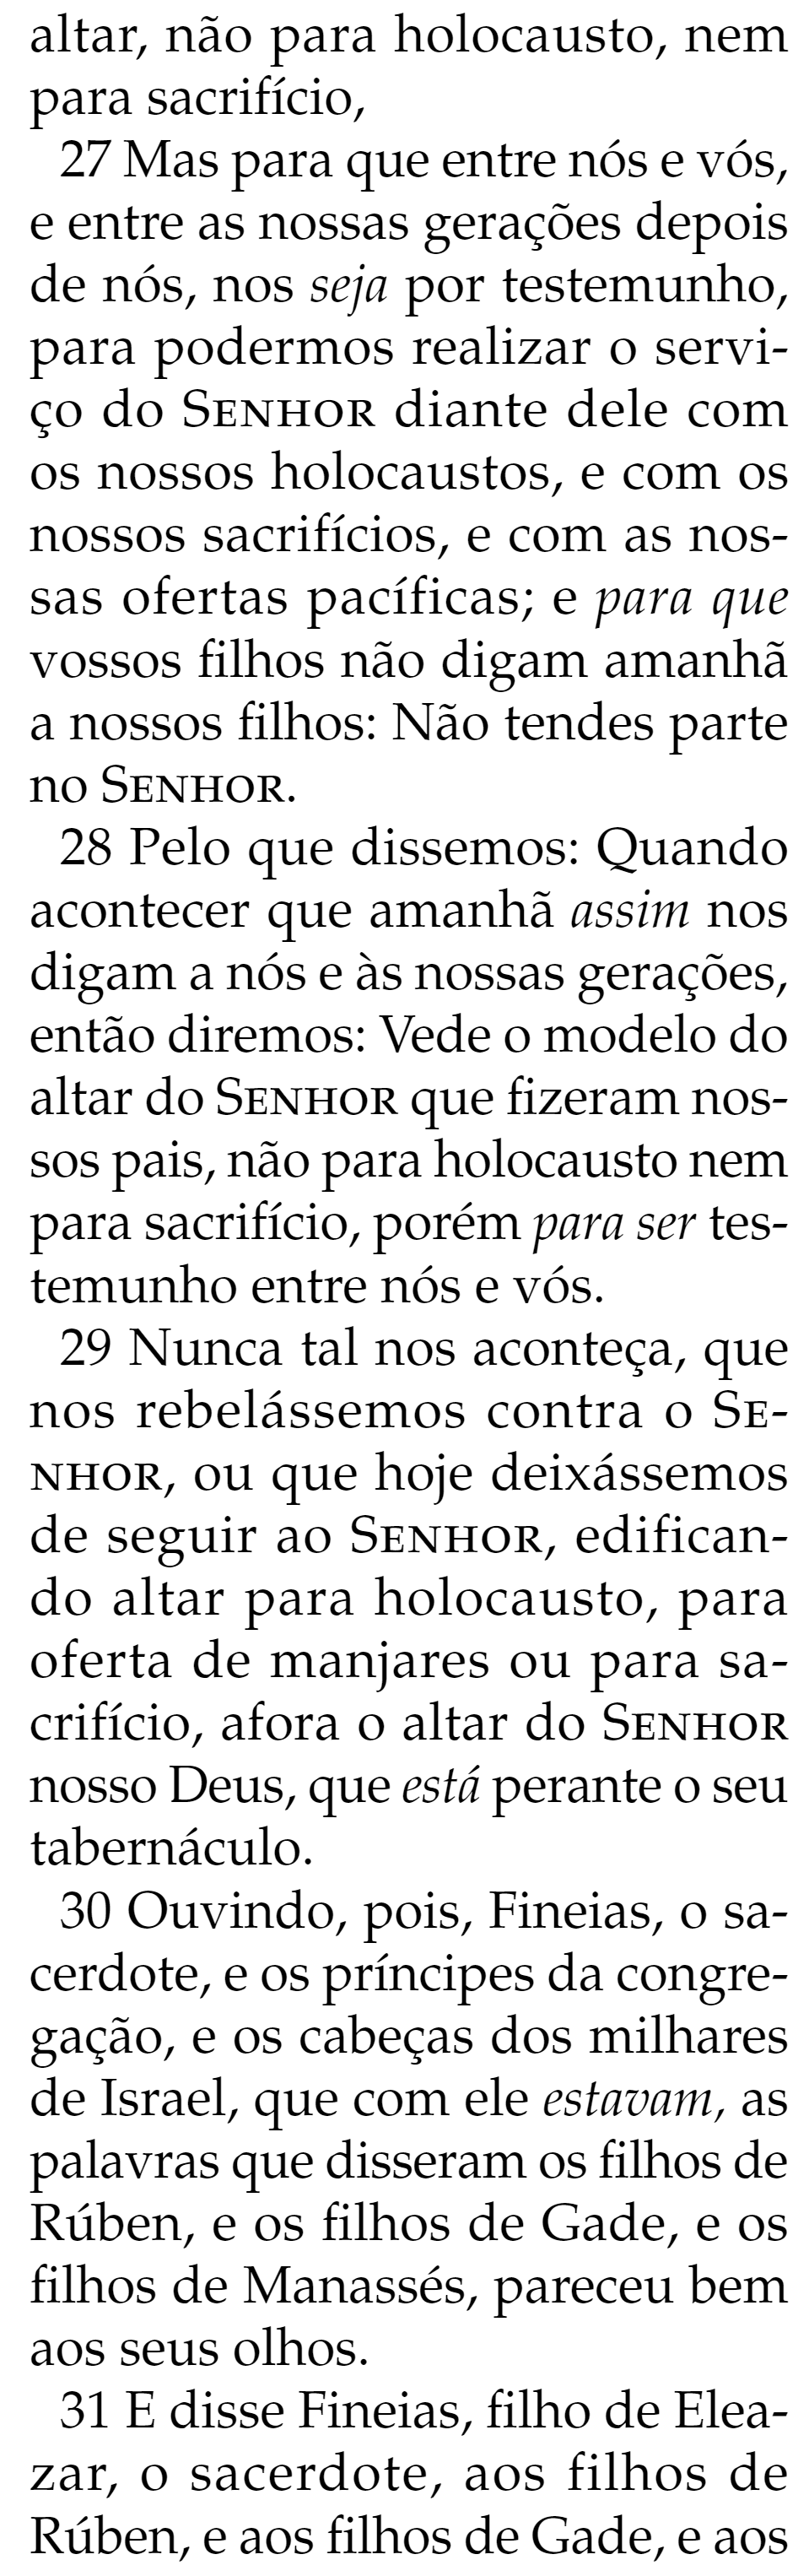 altar, não para holocausto, nem
para sacrifício,
27 Mas para que entre nós e vós,
e entre as nossas gerações depois
de nós, nos seja por testemunho,
para podermos realizar o servi-
ço do SENHOR diante dele com
os nossos holocaustos, e com os
nossos sacrifícios, e com as nos-
sas ofertas pacíficas; e para que
vossos filhos não digam amanhã
a nossos filhos: Não tendes parte
no SENHOR.
28 Pelo que dissemos: Quando
acontecer que amanhã assim nos
digam a nós e às nossas gerações,
então diremos: Vede o modelo do
altar do SENHOR que fizeram nos-
sos pais, não para holocausto nem
para sacrifício, porém para ser tes-
temunho entre nós e vós.
29 Nunca tal nos aconteça, que
nos rebelássemos contra o SE-
NHOR, ou que hoje deixássemos
de seguir ao SENHOR, edifican-
do altar para holocausto, para
oferta de manjares ou para sa-
crifício, afora o altar do SENHOR
nosso Deus, que está perante o seu
tabernáculo.
30 Ouvindo, pois, Fineias, o sa-
cerdote, e os príncipes da congre-
gação, e os cabeças dos milhares
de Israel, que com ele estavam, as
palavras que disseram os filhos de
Rúben, e os filhos de Gade, e os
filhos de Manassés, pareceu bem
aos seus olhos.
31 E disse Fineias, filho de Elea-
zar, o sacerdote, aos filhos de
Rúben, e aos filhos de Gade, e aos